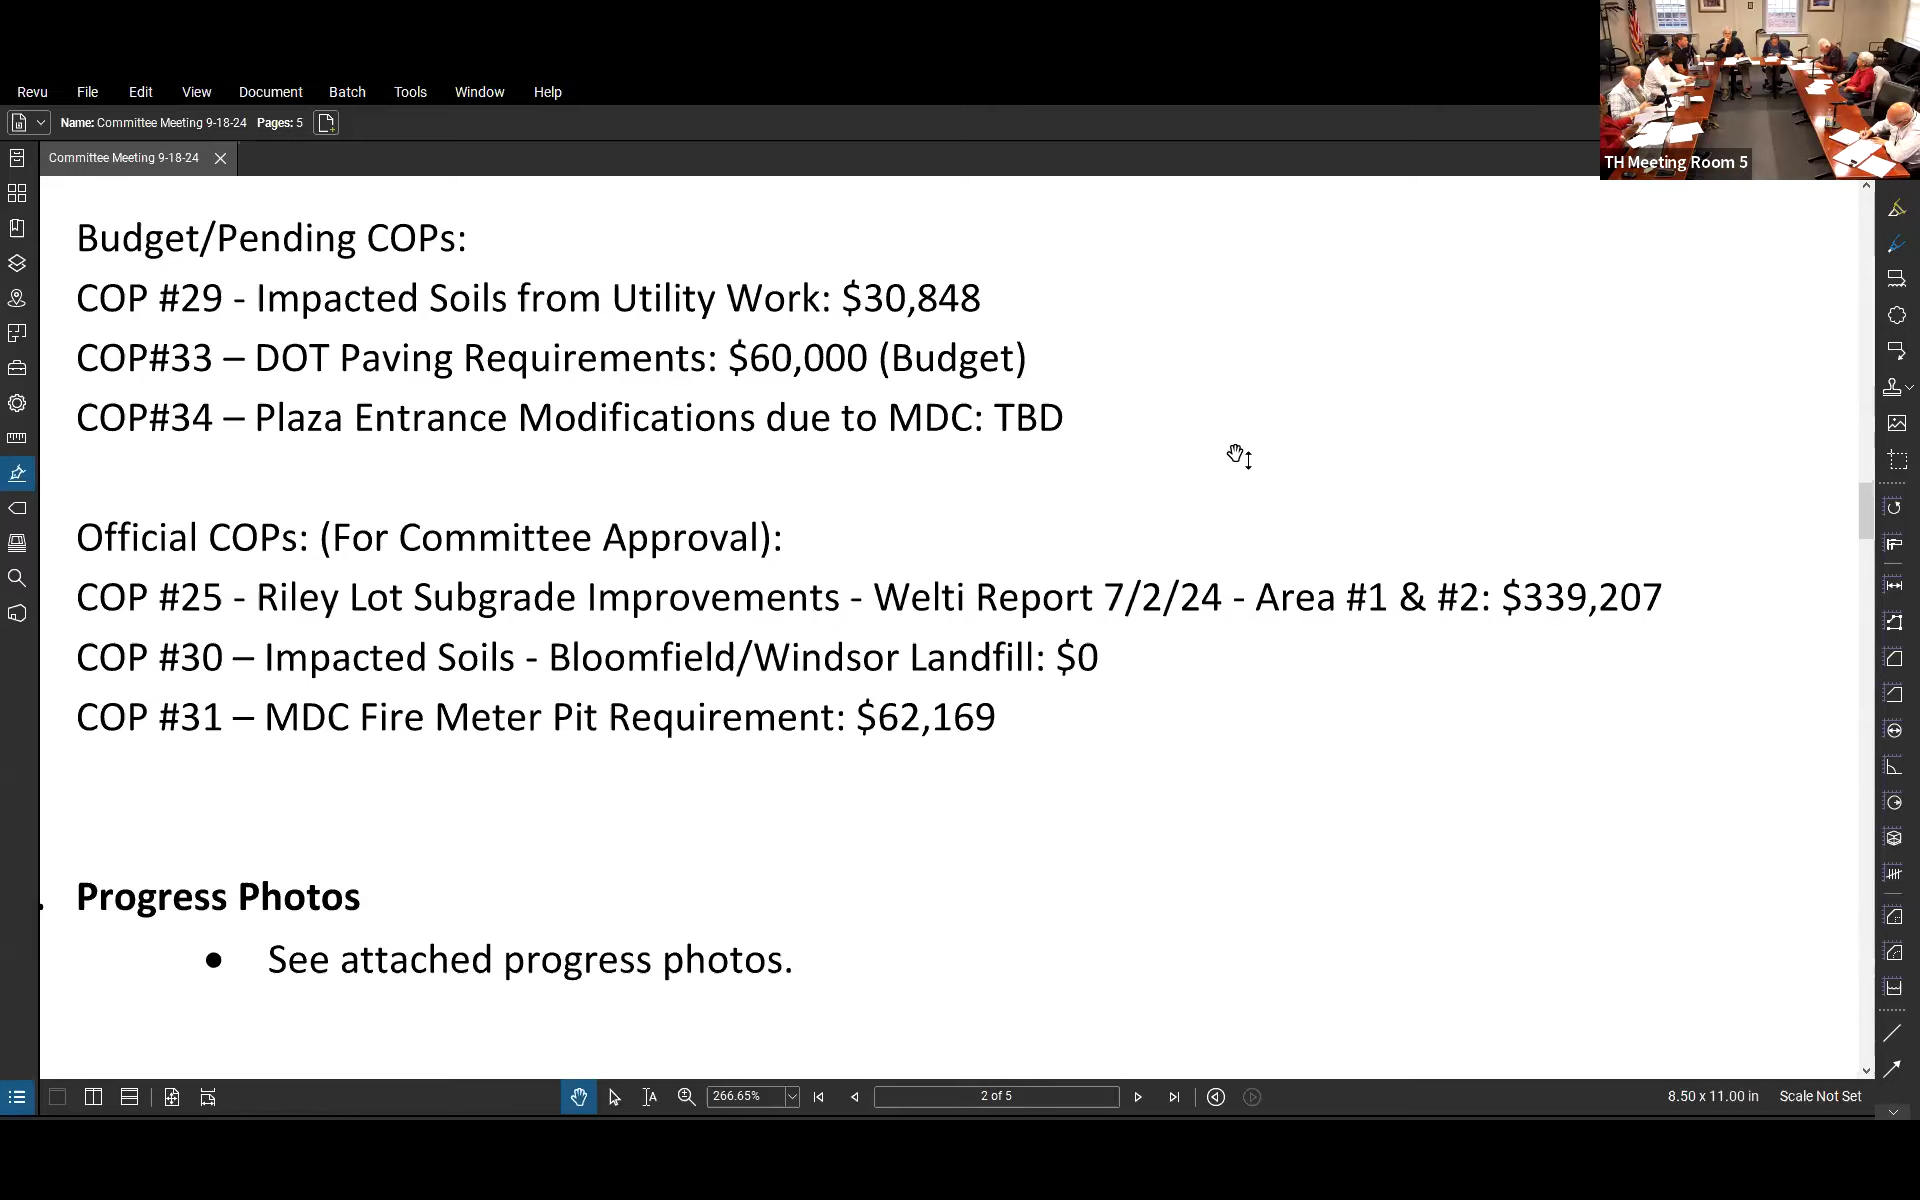 TH Meeting Room 5
Revu File Edit View Document Batch Tools Window Help
Name: Committee Meeting 9-18-24 Pages: 5
Committee Meeting 9-18-24
Budget/Pending COPs:
COP #29 - Impacted Soils from Utility Work: $30,848
COP#33 – DOT Paving Requirements: $60,000 (Budget)
COP#34 – Plaza Entrance Modifications due to MDC: TBD
Official COPs: (For Committee Approval):
COP #25 - Riley Lot Subgrade Improvements - Welti Report 7/2/24 - Area #1 & #2: $339,207
COP #30 – Impacted Soils - Bloomfield/Windsor Landfill: $0
COP #31 – MDC Fire Meter Pit Requirement: $62,169
. Progress Photos
● See attached progress photos.
266.65% 2 of 5 8.50 x 11.00 in Scale Not Set